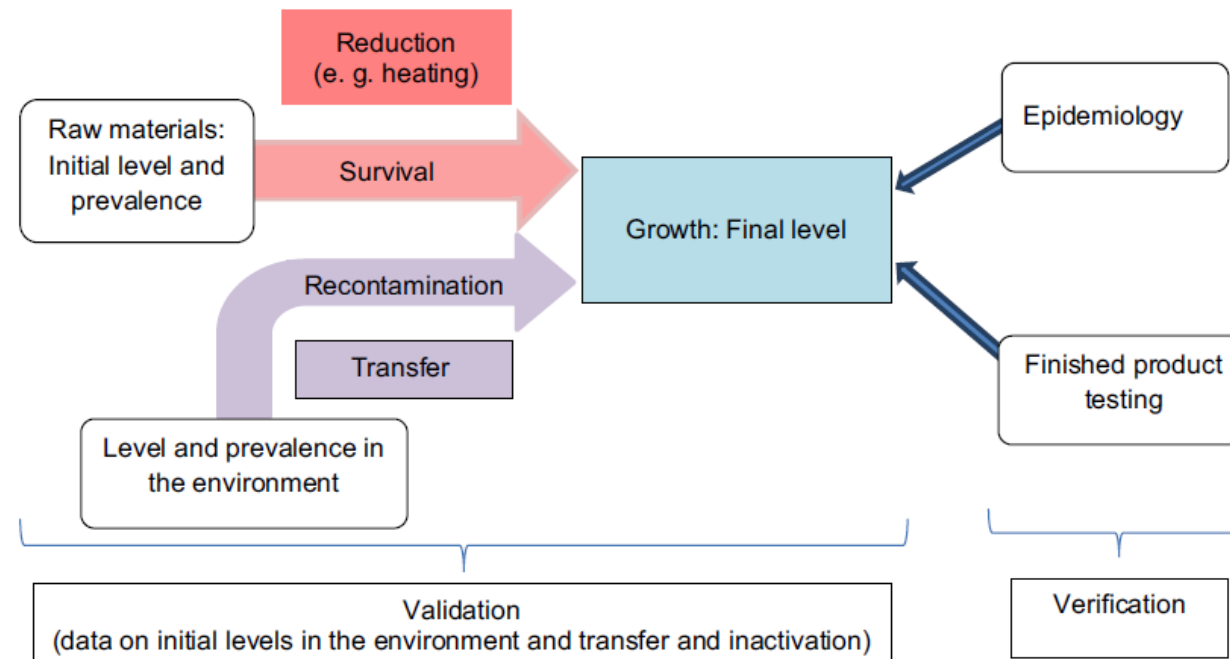 Reduction
(e. g. heating)
Raw materials:
Initial level and
prevalence
Survival
Growth: Final level
Epidemiology
Recontamination
Transfer
Finished product
testing
Level and prevalence in
the environment
Validation
(data on initial levels in the environment and transfer and inactivation)
Verification